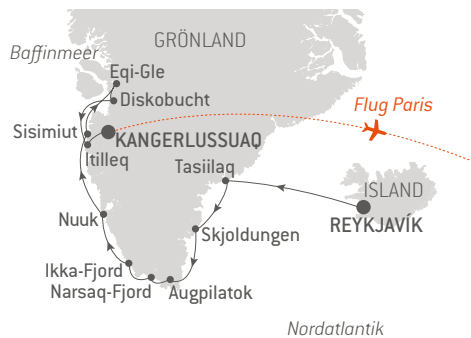 GRÖNLAND
Baffinmeer
Eqi-Gle
Diskobucht
Flug Paris
Sisimiut
KANGERLUSSUAQ
Itilleq
Tasiilaq
ISLAND
REYKJAVÍK
Nuuk
Skjoldungen
Ikka-Fjord
Narsaq-Fjord
Augpilatok
Nordatlantik